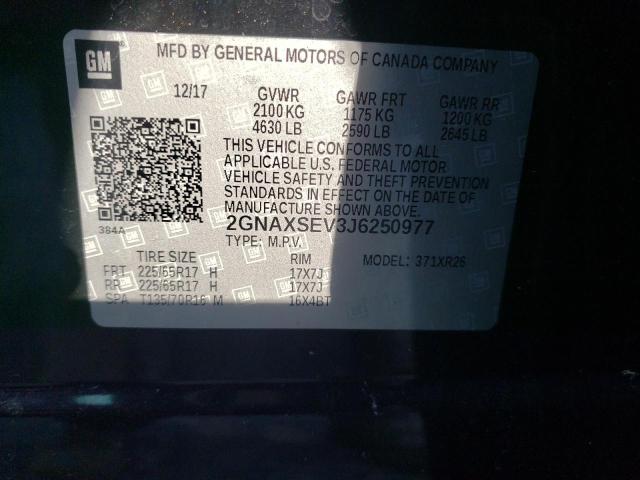 GM
MFD BY GENERAL MOTORS OF CANADA COMPANY
12/17 GVWR GAWR FRT GAWR RR
2100 KG 1175 KG 1200 KG
4630 LB 2590 LB 2645 LB
THIS VEHICLE CONFORMS TO ALL
APPLICABLE U.S. FEDERAL MOTOR
VEHICLE SAFETY AND THEFT PREVENTION
STANDARDS IN EFFECT ON THE DATE OF
MANUFACTURE SHOWN ABOVE.
384A
2GNAXSEV3J6250977
TYPE: M.P.V. MODEL: 371XR26
TIRE SIZE RIM
FRT 225/65R17 H 17X7J
RR 225/65R17 H 17X7J
SPA T135/70R16 M 16X4BT